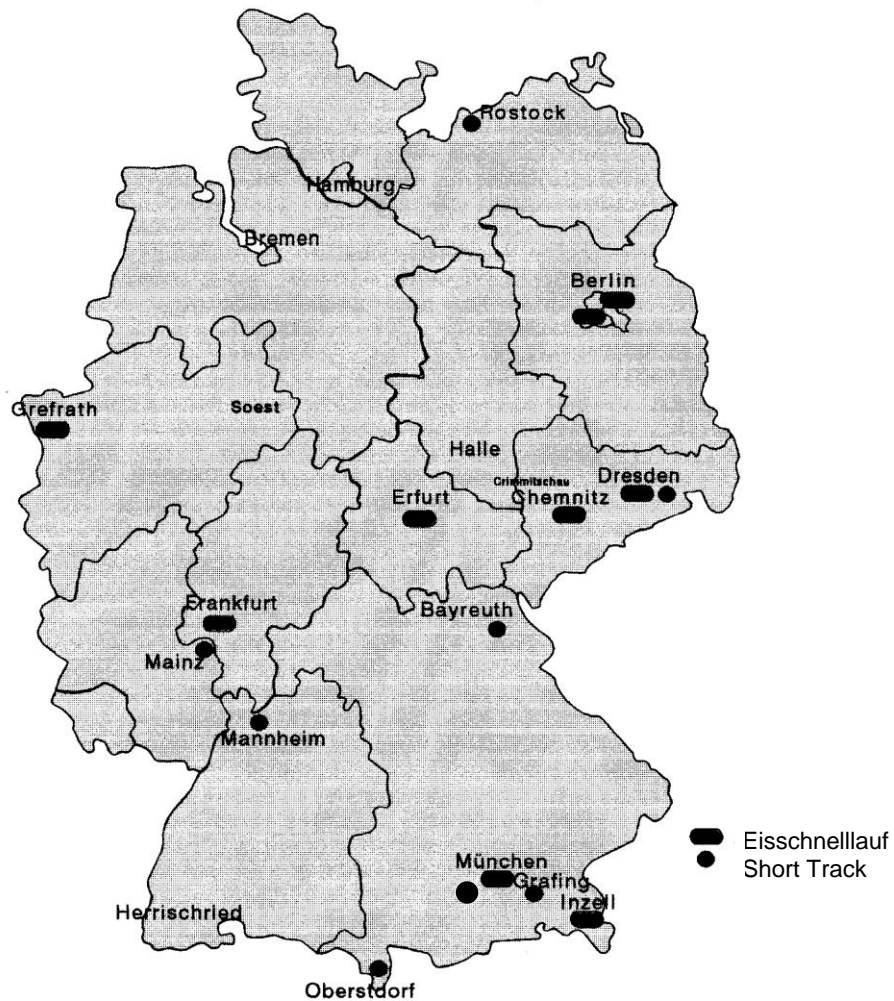 Rostock
Hamburg
Bremen
Berlin
Grefrath
Soest
Halle
Crimmitschau
Dresden
Erfurt
Chemnitz
Frankfurt
Bayreuth
Mainz
Mannheim
Eisschnelllauf
Short Track
München
Grafing
Inzell
Herrischried
Oberstdorf